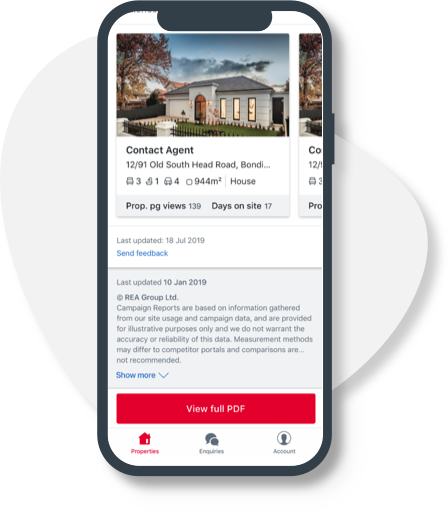 Contact Agent
12/91 Old South Head Road, Bondi...
3 1 4 944m² House
Prop. pg views 139 Days on site 17
Co
12/
3
Pro
Last updated: 18 Jul 2019
Send feedback
Last updated 10 Jan 2019
© REA Group Ltd.
Campaign Reports are based on information gathered
from our site usage and campaign data, and are provided
for illustrative purposes only and we do not warrant the
accuracy or reliability of this data. Measurement methods
may differ to competitor portals and comparisons are...
not recommended.
Show more
View full PDF
Properties Enquiries Account